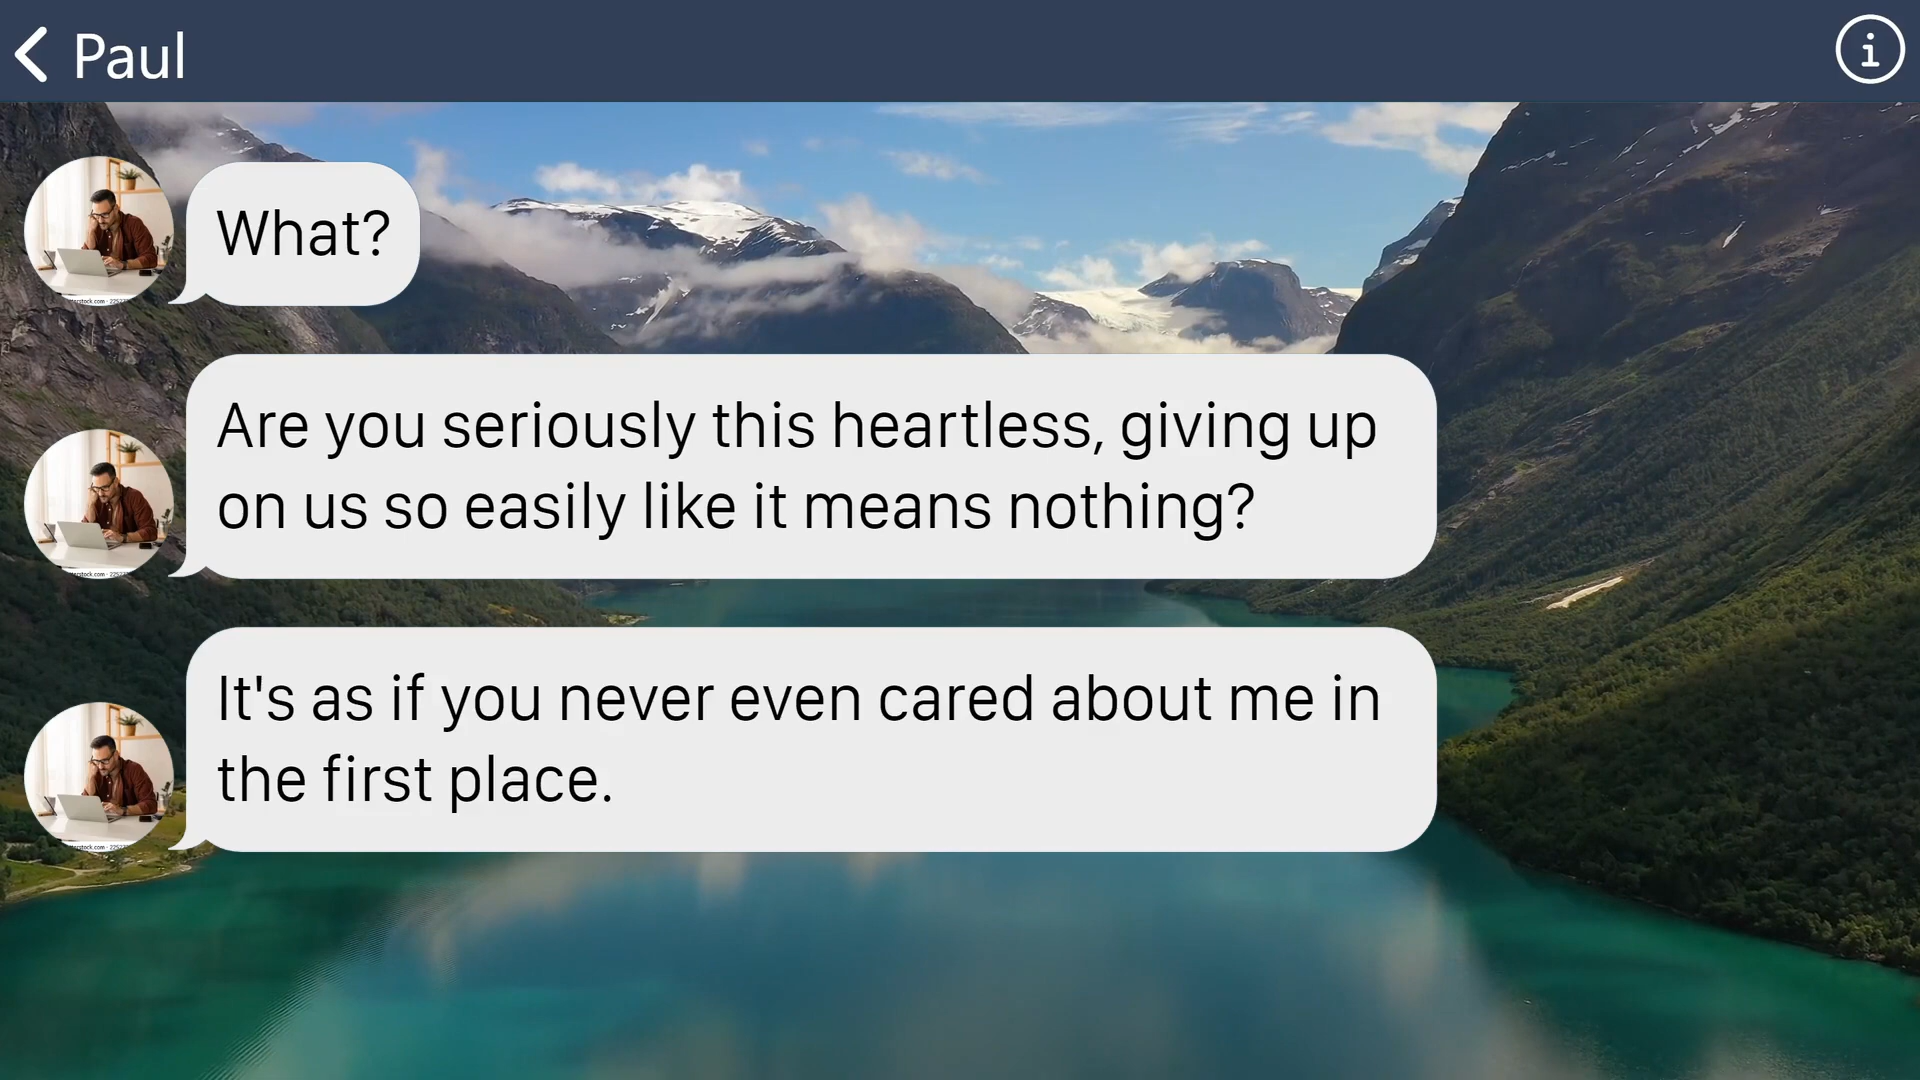 Paul
What?
Are you seriously this heartless, giving up
on us so easily like it means nothing?
It's as if you never even cared about me in
the first place.